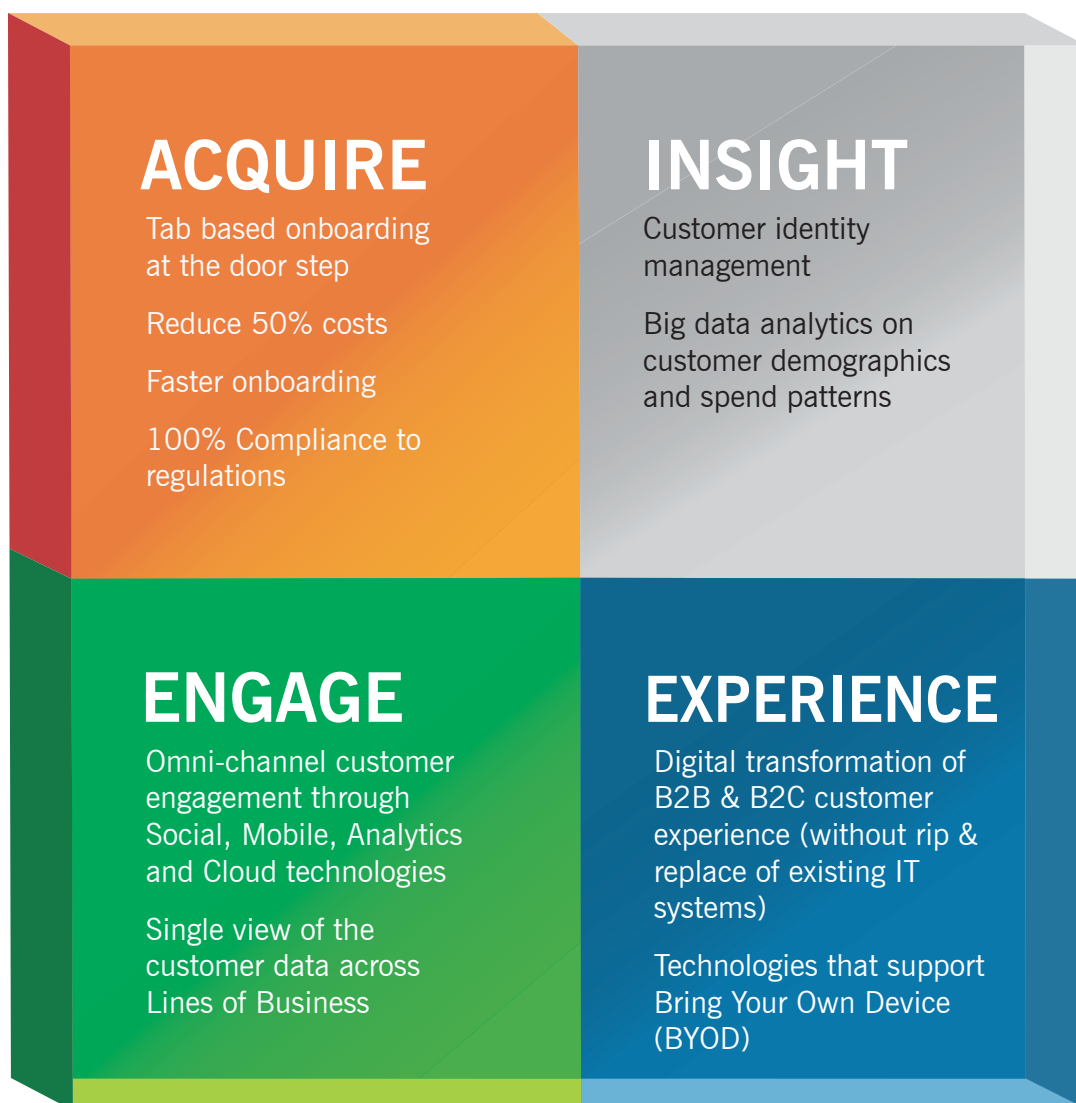 ACQUIRE
Tab based onboarding
at the door step
Reduce 50% costs
Faster onboarding
100% Compliance to
regulations
INSIGHT
Customer identity
management
Big data analytics on
customer demographics
and spend patterns
ENGAGE
Omni-channel customer
engagement through
Social, Mobile, Analytics
and Cloud technologies
Single view of the
customer data across
Lines of Business
EXPERIENCE
Digital transformation of
B2B & B2C customer
experience (without rip &
replace of existing IT
systems)
Technologies that support
Bring Your Own Device
(BYOD)